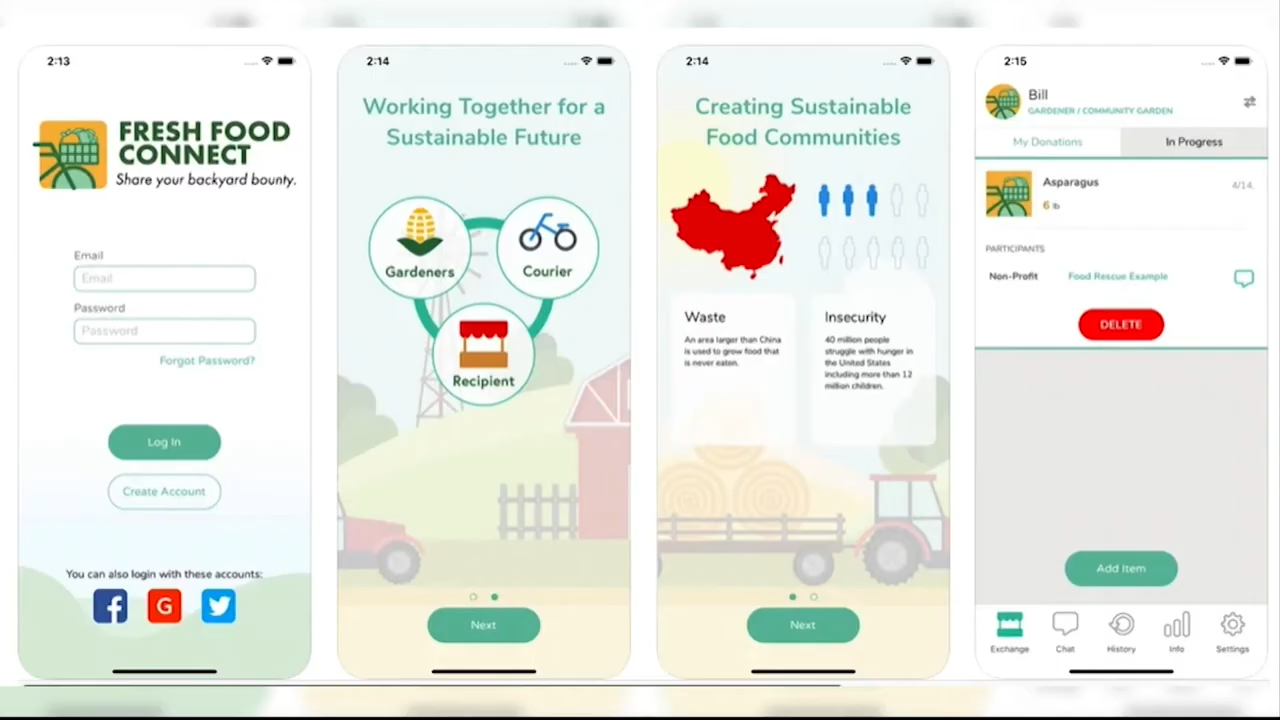 2:13
FRESH FOOD
CONNECT
Share your backyard bounty.
Email
Email
Password
Password
Forgot Password?
Log In
Create Account
You can also login with these accounts:
f
G
2:14
Working Together for a
Sustainable Future
Gardeners
Courier
Recipient
Next
2:14
Creating Sustainable
Food Communities
Waste
An area larger than China
is used to grow food that
is never eaten.
Insecurity
40 million people
struggle with hunger in
the United States
including more than 12
million children.
Next
2:15
Bill
GARDENER / COMMUNITY GARDEN
My Donations
In Progress
Asparagus
4/14,
6 lb
PARTICIPANTS
Non-Profit
Food Rescue Example
DELETE
Add Item
Exchange
Chat
History
Info
Settings